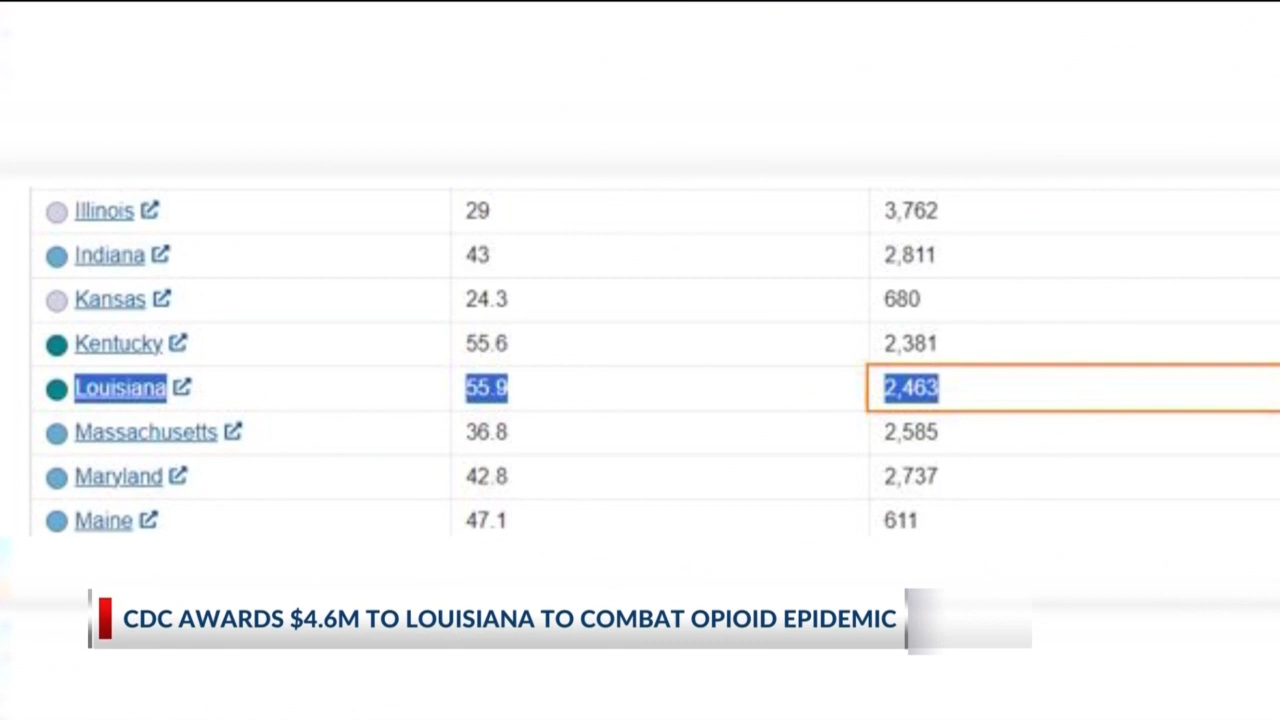 Illinois 29 3,762
Indiana 43 2,811
Kansas 24.3 680
Kentucky 55.6 2,381
Louisiana 55.9 2,463
Massachusetts 36.8 2,585
Maryland 42.8 2,737
Maine 47.1 611
CDC AWARDS $4.6M TO LOUISIANA TO COMBAT OPIOID EPIDEMIC